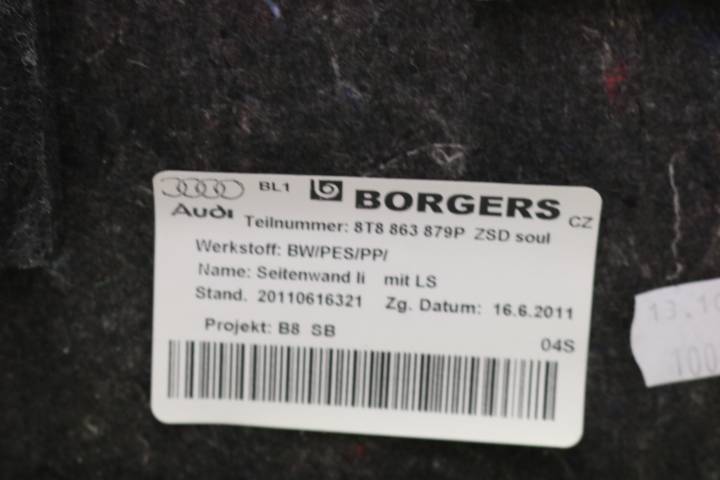 BL1 BORGERS CZ
Audi
Teilnummer: 8T8 863 879P ZSD soul
Werkstoff: BW/PES/PP/
Name: Seitenwand li mit LS
Stand. 20110616321 Zg. Datum: 16.6.2011
Projekt: B8 SB
04S